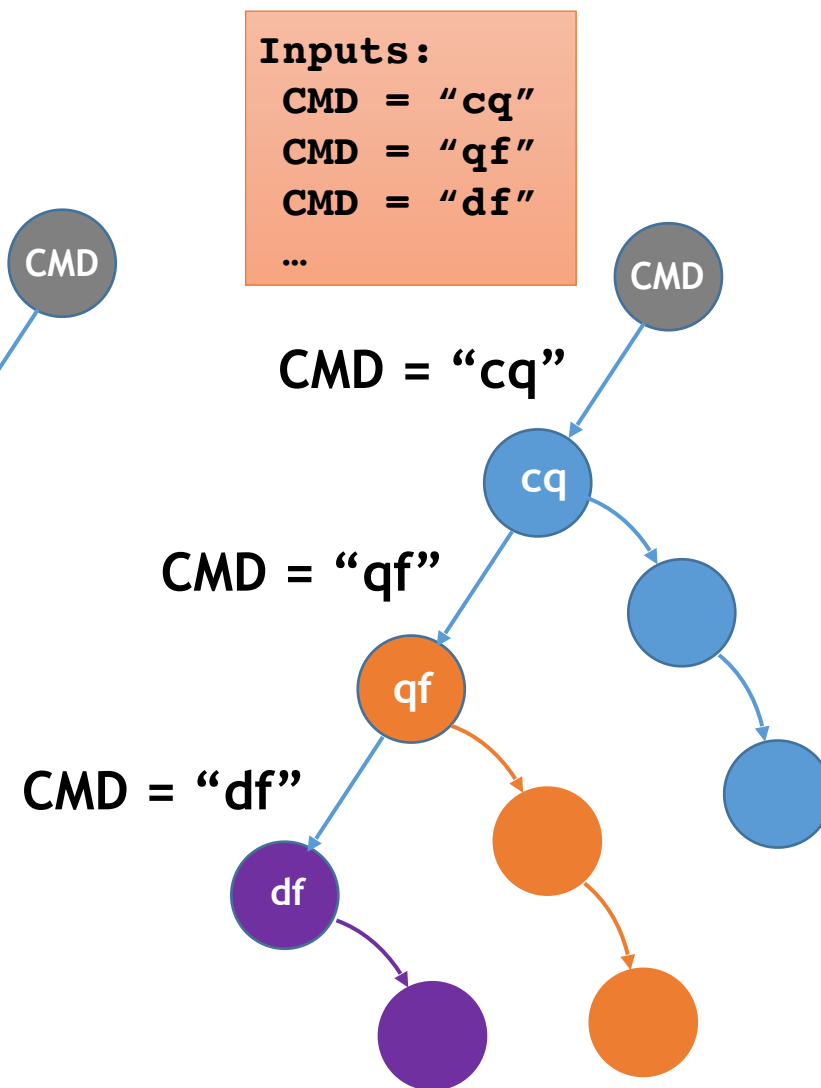 Inputs:
CMD = “cq”
CMD = “qf”
CMD = “df”
…
CMD
CMD
CMD = “cq”
cq
CMD = “qf”
qf
CMD = “df”
df